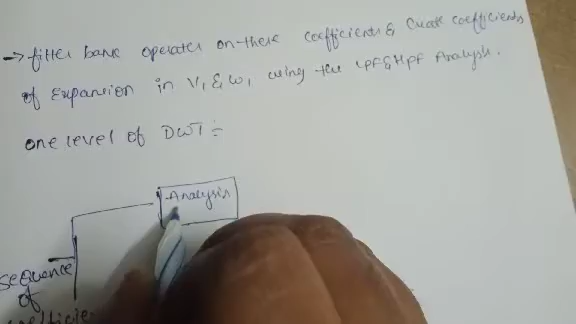 → filter bank operates on these coefficients & create coefficients
of Expansion in V, & W, using the LPF & HPF Analysis.
one level of DWT :-
Analysis
sequence
of